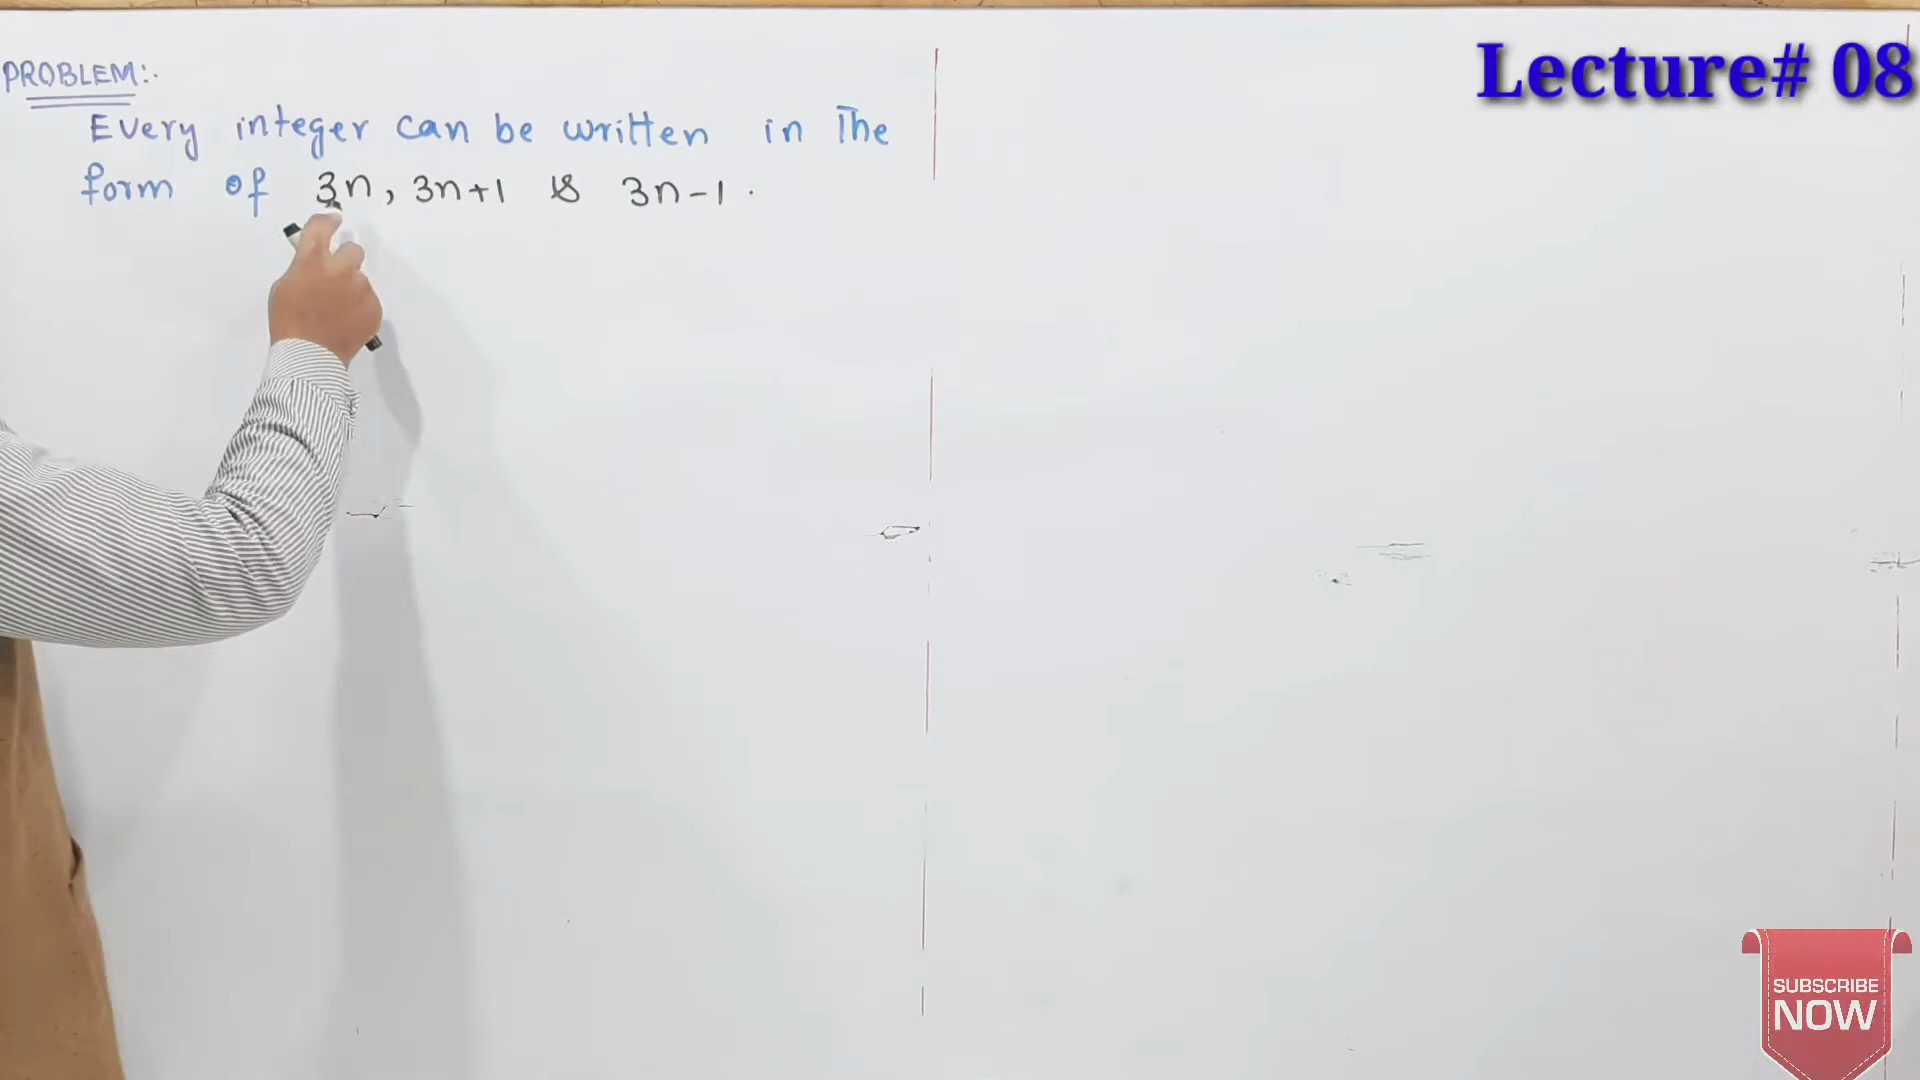 PROBLEM:.
Lecture# 08
Every integer can be written in The
form of 3n, 3n+1 & 3n-1.
SUBSCRIBE
NOW